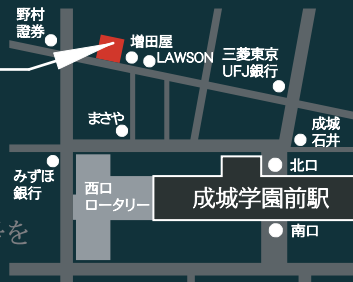 野村
證券
増田屋
LAWSON
三菱東京
UFJ銀行
まさや
成城
石井
みずほ
銀行
西口
ロータリー
北口
成城学園前駅
南口
を